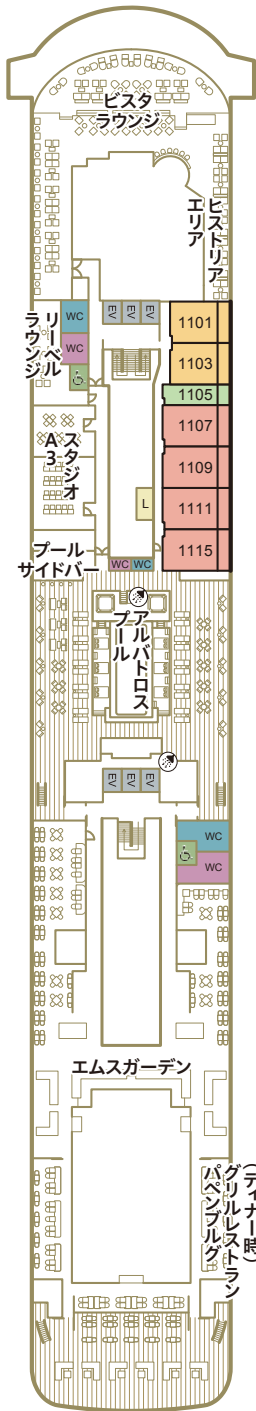 ビスタ
ラウンジ
ヒストリア
エリア
リーベル
ラウンジ
WC
WC
EV
EV
EV
1101
1103
1105
1107
1109
1111
1115
スタジオ
A3
L
プール
サイドバー
WC
WC
アルバトロス
プール
EV
EV
EV
WC
WC
エムスガーデン
(ディナー時)
グリルレストラン
パペンブルグ